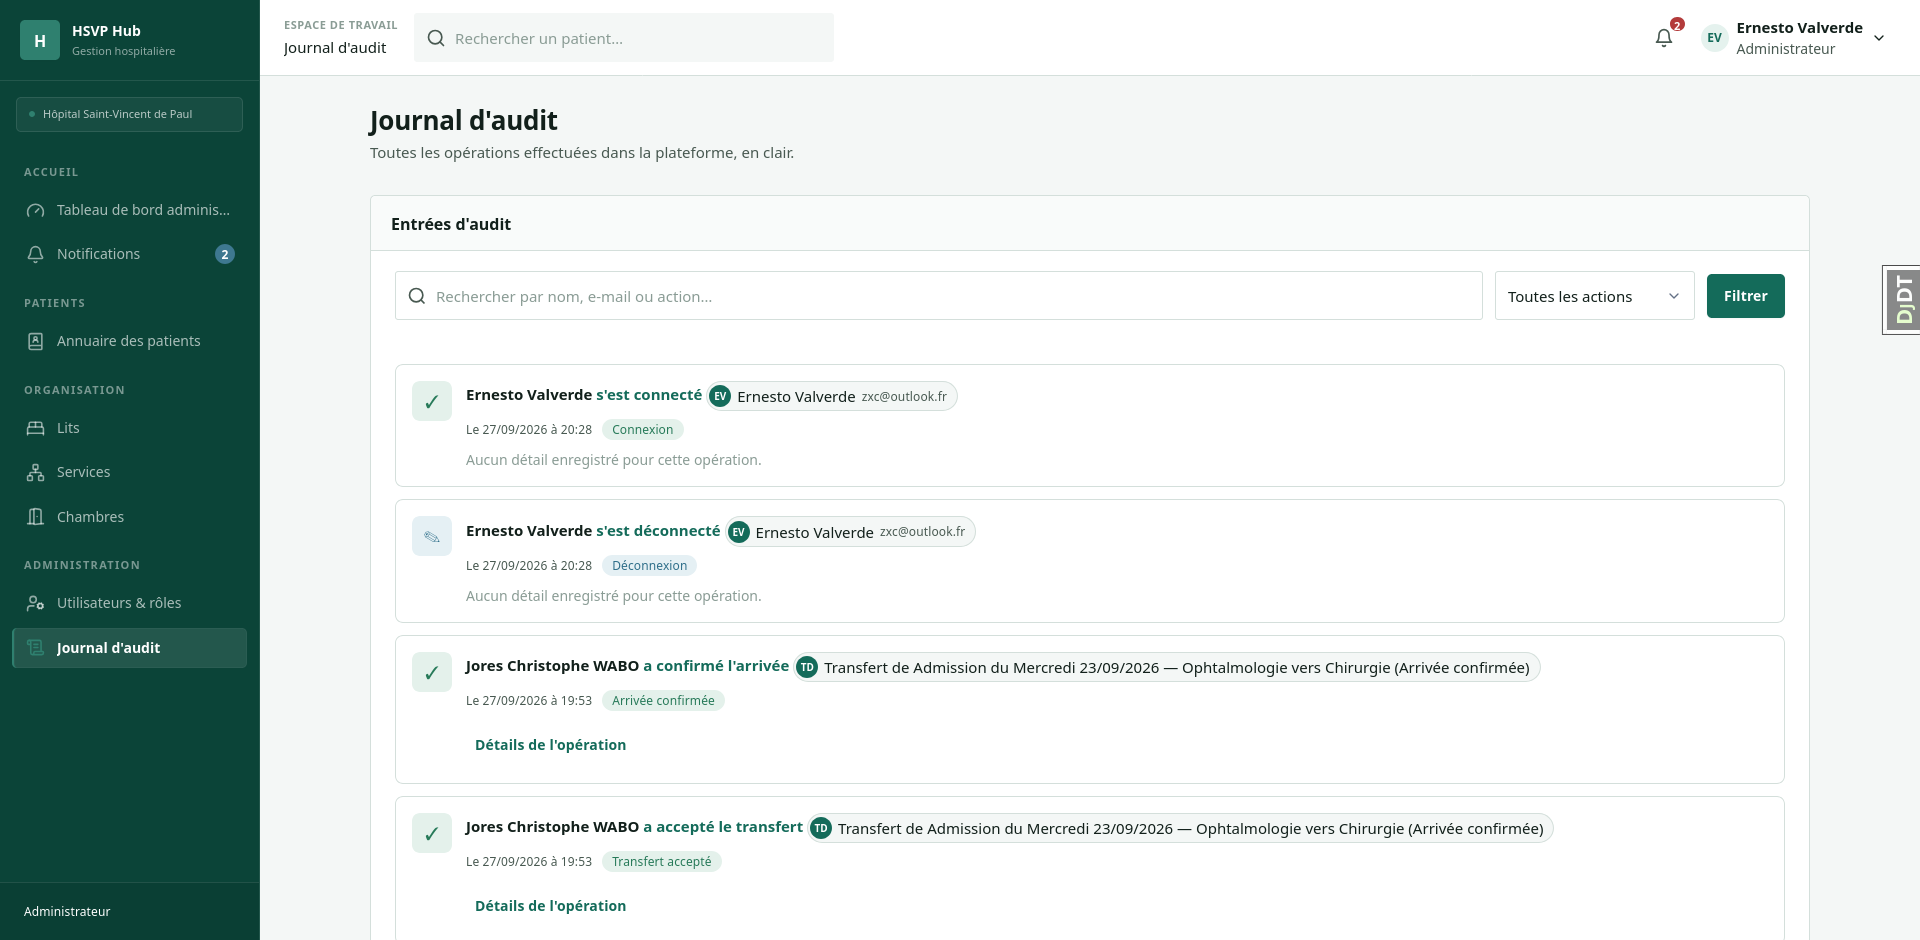 H
HSVP Hub
Gestion hospitalière
Hôpital Saint-Vincent de Paul
ACCUEIL
Tableau de bord adminis...
Notifications 2
PATIENTS
Annuaire des patients
ORGANISATION
Lits
Services
Chambres
ADMINISTRATION
Utilisateurs & rôles
Journal d'audit
Administrateur
ESPACE DE TRAVAIL
Journal d'audit
Rechercher un patient...
2
EV
Ernesto Valverde
Administrateur
Journal d'audit
Toutes les opérations effectuées dans la plateforme, en clair.
Entrées d'audit
Rechercher par nom, e-mail ou action...
Toutes les actions
Filtrer
Ernesto Valverde s'est connecté EV Ernesto Valverde zxc@outlook.fr
Le 27/09/2026 à 20:28 Connexion
Aucun détail enregistré pour cette opération.
Ernesto Valverde s'est déconnecté EV Ernesto Valverde zxc@outlook.fr
Le 27/09/2026 à 20:28 Déconnexion
Aucun détail enregistré pour cette opération.
Jores Christophe WABO a confirmé l'arrivée TD Transfert de Admission du Mercredi 23/09/2026 — Ophtalmologie vers Chirurgie (Arrivée confirmée)
Le 27/09/2026 à 19:53 Arrivée confirmée
Détails de l'opération
Jores Christophe WABO a accepté le transfert TD Transfert de Admission du Mercredi 23/09/2026 — Ophtalmologie vers Chirurgie (Arrivée confirmée)
Le 27/09/2026 à 19:53 Transfert accepté
Détails de l'opération
DjDT